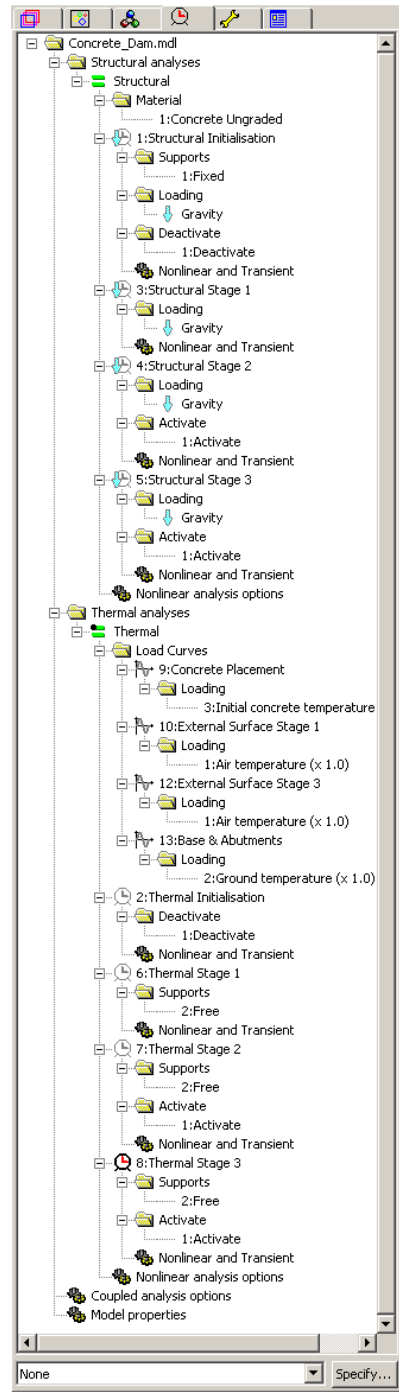 Concrete_Dam.mdl
Structural analyses
Structural
Material
1:Concrete Ungraded
1:Structural Initialisation
Supports
1:Fixed
Loading
Gravity
Deactivate
1:Deactivate
Nonlinear and Transient
3:Structural Stage 1
Loading
Gravity
Nonlinear and Transient
4:Structural Stage 2
Loading
Gravity
Activate
1:Activate
Nonlinear and Transient
5:Structural Stage 3
Loading
Gravity
Activate
1:Activate
Nonlinear and Transient
Nonlinear analysis options
Thermal analyses
Thermal
Load Curves
9:Concrete Placement
Loading
3:Initial concrete temperature
10:External Surface Stage 1
Loading
1:Air temperature (x 1.0)
12:External Surface Stage 3
Loading
1:Air temperature (x 1.0)
13:Base & Abutments
Loading
2:Ground temperature (x 1.0)
2:Thermal Initialisation
Deactivate
1:Deactivate
Nonlinear and Transient
6:Thermal Stage 1
Supports
2:Free
Nonlinear and Transient
7:Thermal Stage 2
Supports
2:Free
Activate
1:Activate
Nonlinear and Transient
8:Thermal Stage 3
Supports
2:Free
Activate
1:Activate
Nonlinear and Transient
Nonlinear analysis options
Coupled analysis options
Model properties
None Specify...